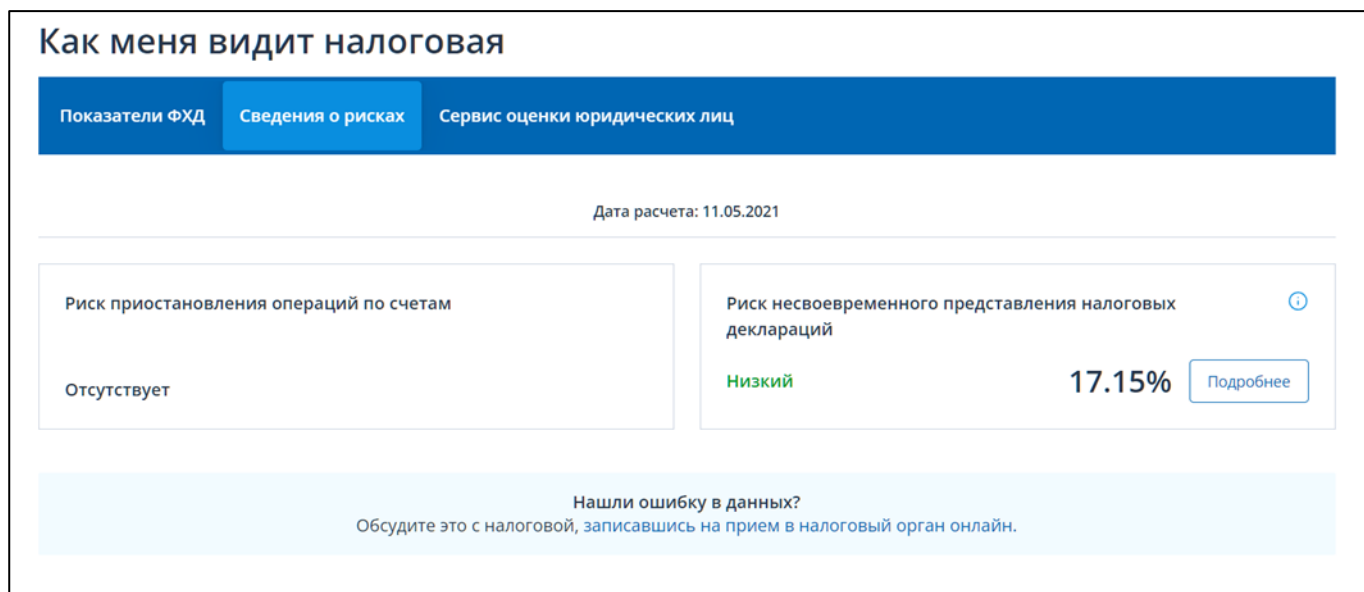 Как меня видит налоговая
Показатели ФХД Сведения о рисках Сервис оценки юридических лиц
Дата расчета: 11.05.2021
Риск приостановления операций по счетам
Отсутствует
Риск несвоевременного представления налоговых
деклараций
Низкий 17.15% Подробнее
Нашли ошибку в данных?
Обсудите это с налоговой, записавшись на прием в налоговый орган онлайн.